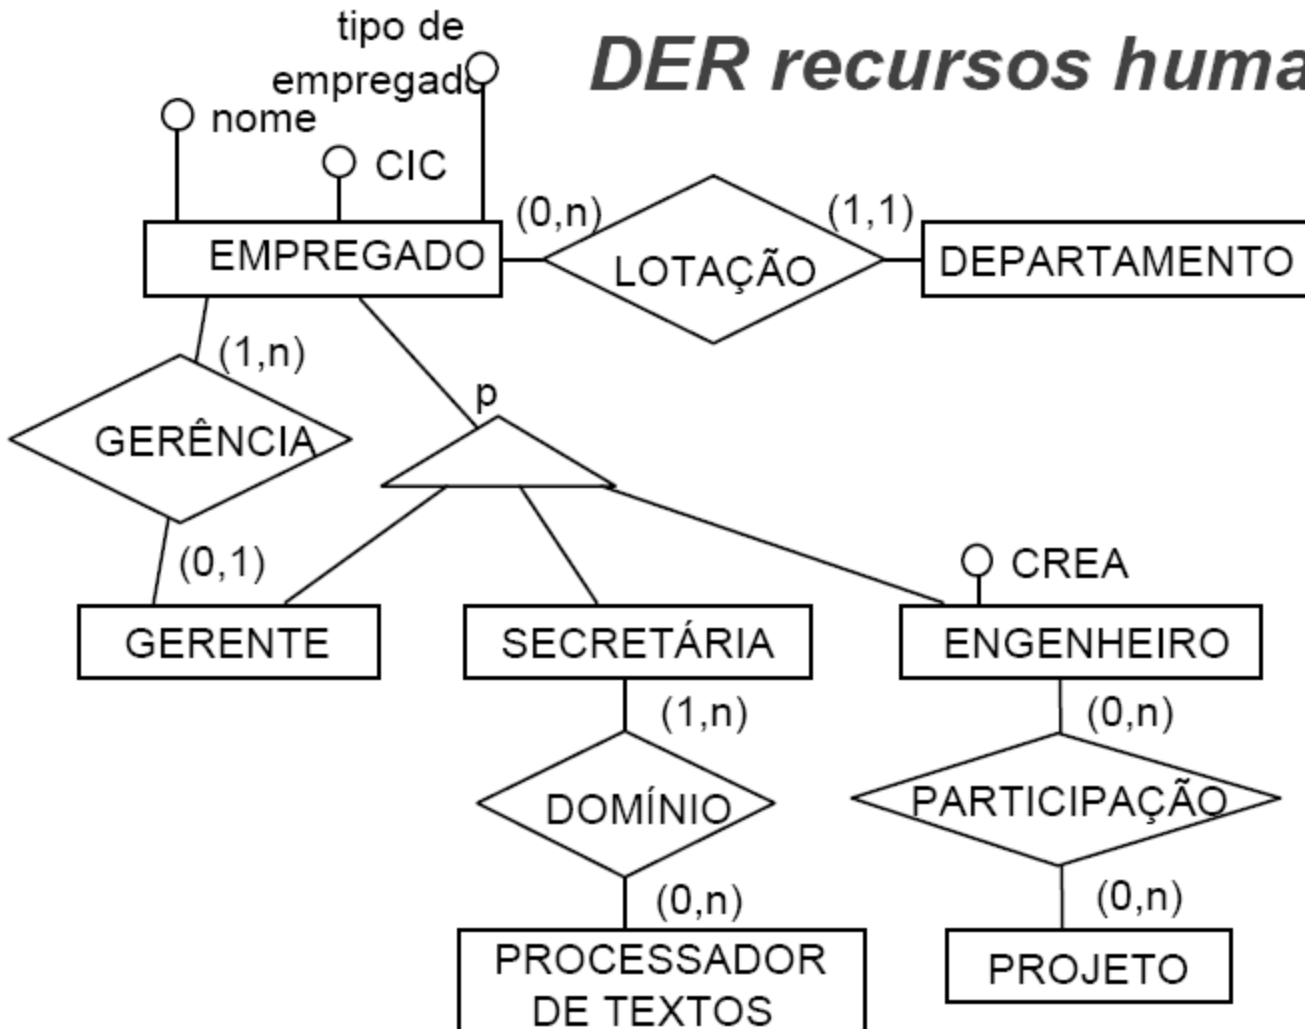 tipo de
empregado
DER recursos huma
nome
CIC
(0,n)
(1,1)
EMPREGADO
LOTAÇÃO
DEPARTAMENTO
(1,n)
p
GERÊNCIA
(0,1)
CREA
GERENTE
SECRETÁRIA
ENGENHEIRO
(1,n)
(0,n)
DOMÍNIO
PARTICIPAÇÃO
(0,n)
(0,n)
PROCESSADOR
DE TEXTOS
PROJETO